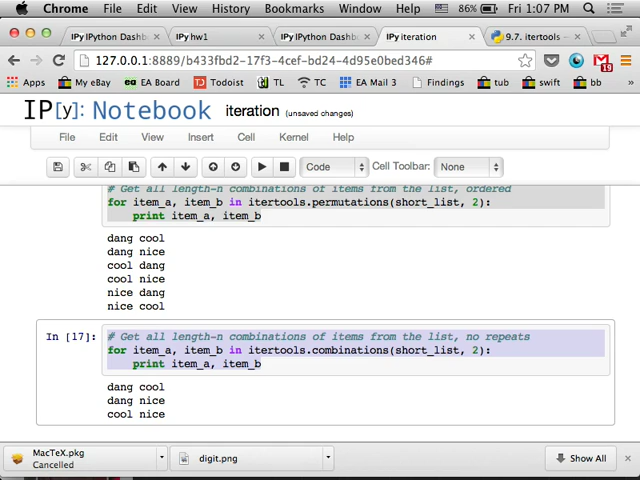 Chrome File Edit View History Bookmarks Window Help 86% Fri 1:07 PM
IPy IPython Dashb IPy hw1 IPy IPython Dashb IPy iteration 9.7. itertools –
127.0.0.1:8889/b433fbd2-17f3-4cef-bd24-4d95e0ed346# 19
Apps My eBay ea EA Board Todoist TL TC EA Mail 3 Findings tub swift bb
IP[y]: Notebook iteration (unsaved changes)
File Edit View Insert Cell Kernel Help
Code Cell Toolbar: None
# Get all length-n combinations of items from the list, ordered
for item_a, item_b in itertools.permutations(short_list, 2):
print item_a, item_b
dang cool
dang nice
cool dang
cool nice
nice dang
nice cool
In [17]: # Get all length-n combinations of items from the list, no repeats
for item_a, item_b in itertools.combinations(short_list, 2):
print item_a, item_b
dang cool
dang nice
cool nice
MacTeX.pkg
Cancelled
digit.png
Show All